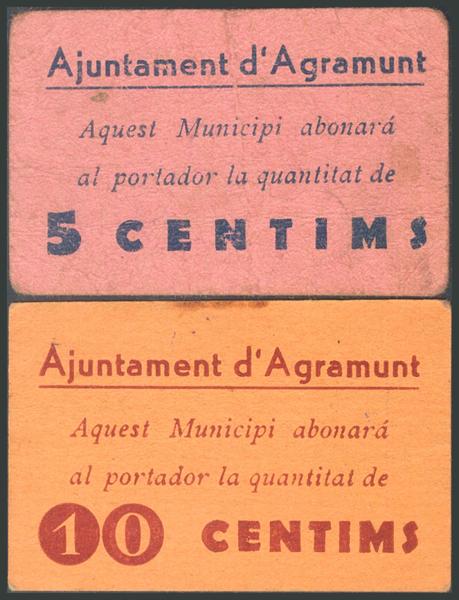 Ajuntament d'Agramunt
Aquest Municipi abonará
al portador la quantitat de
5 CENTIMS
Ajuntament d'Agramunt
Aquest Municipi abonará
al portador la quantitat de
10 CENTIMS